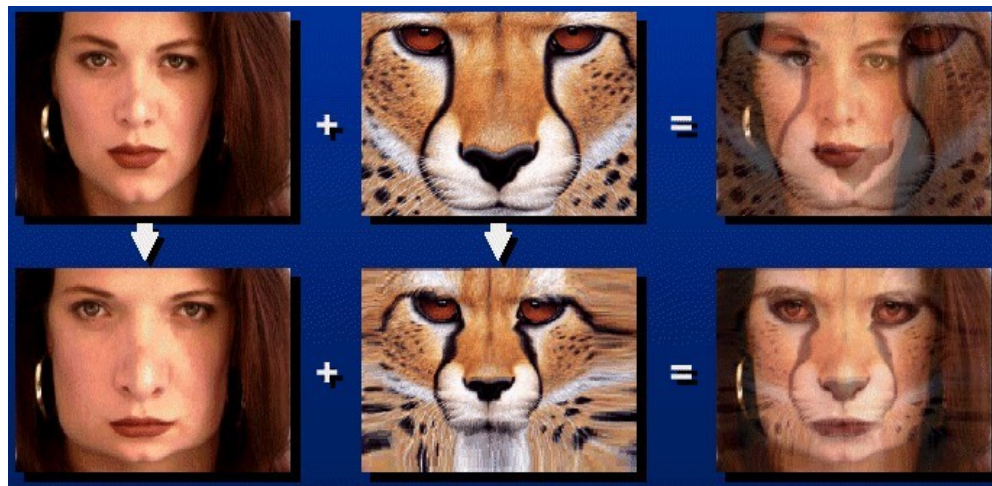 + =
+ =